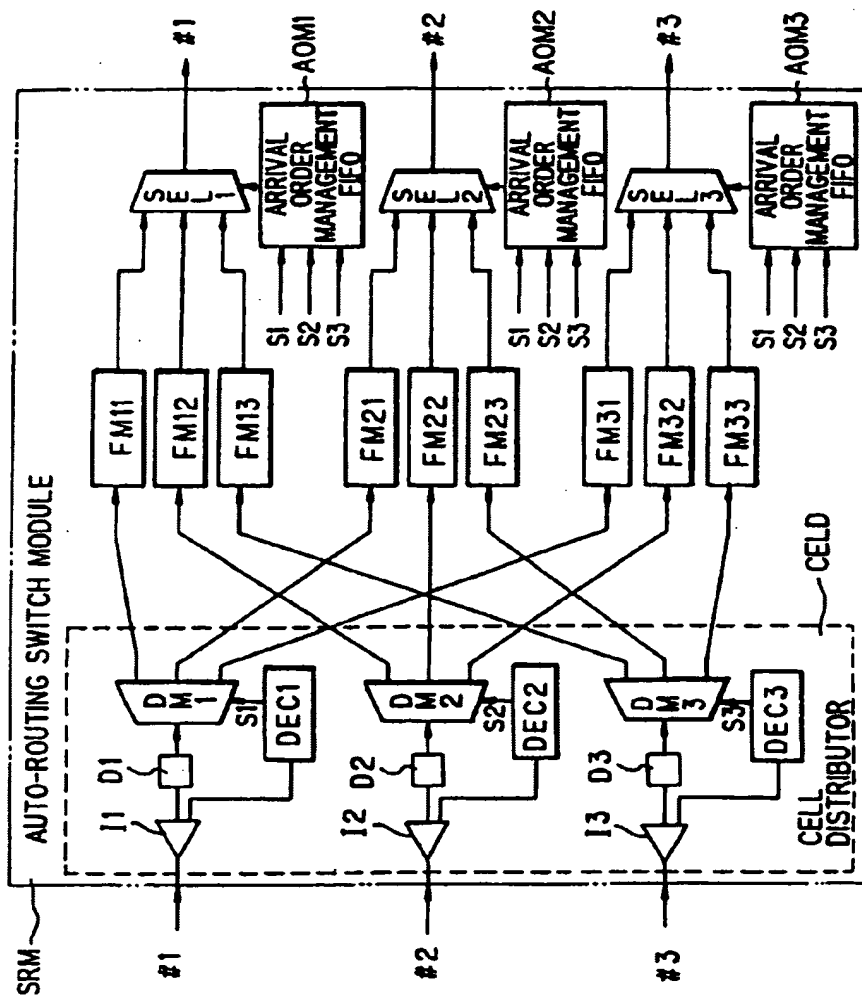 SRM
AUTO-ROUTING SWITCH MODULE
#1
I1
D1
DM1
S1
DEC1
#2
I2
D2
DM2
S2
DEC2
#3
I3
D3
DM3
S3
DEC3
CELL
DISTRIBUTOR
CELD
FM11
FM12
FM13
FM21
FM22
FM23
FM31
FM32
FM33
SEL1
#1
S1
S2
S3
ARRIVAL
ORDER
MANAGEMENT
FIFO
AOM1
SEL2
#2
S1
S2
S3
ARRIVAL
ORDER
MANAGEMENT
FIFO
AOM2
SEL3
#3
S1
S2
S3
ARRIVAL
ORDER
MANAGEMENT
FIFO
AOM3